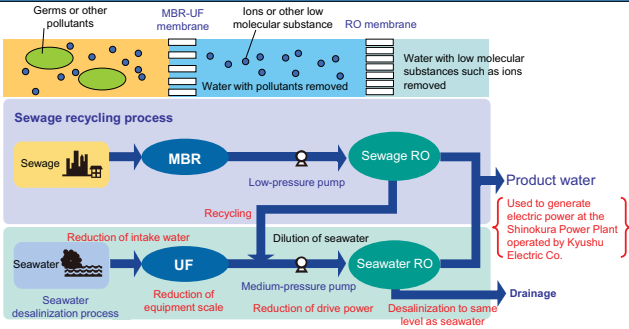 Germs or other
pollutants
MBR-UF
membrane
Ions or other low
molecular substance
RO membrane
Water with pollutants removed
Water with low molecular
substances such as ions
removed
Sewage recycling process
Sewage
MBR
Low-pressure pump
Sewage RO
Product water
Recycling
Used to generate
electric power at the
Shinokura Power Plant
operated by Kyushu
Electric Co.
Reduction of intake water
Dilution of seawater
Seawater
UF
Medium-pressure pump
Seawater RO
Seawater
desalinization process
Reduction of
equipment scale
Reduction of drive power
Desalinization to same
level as seawater
Drainage